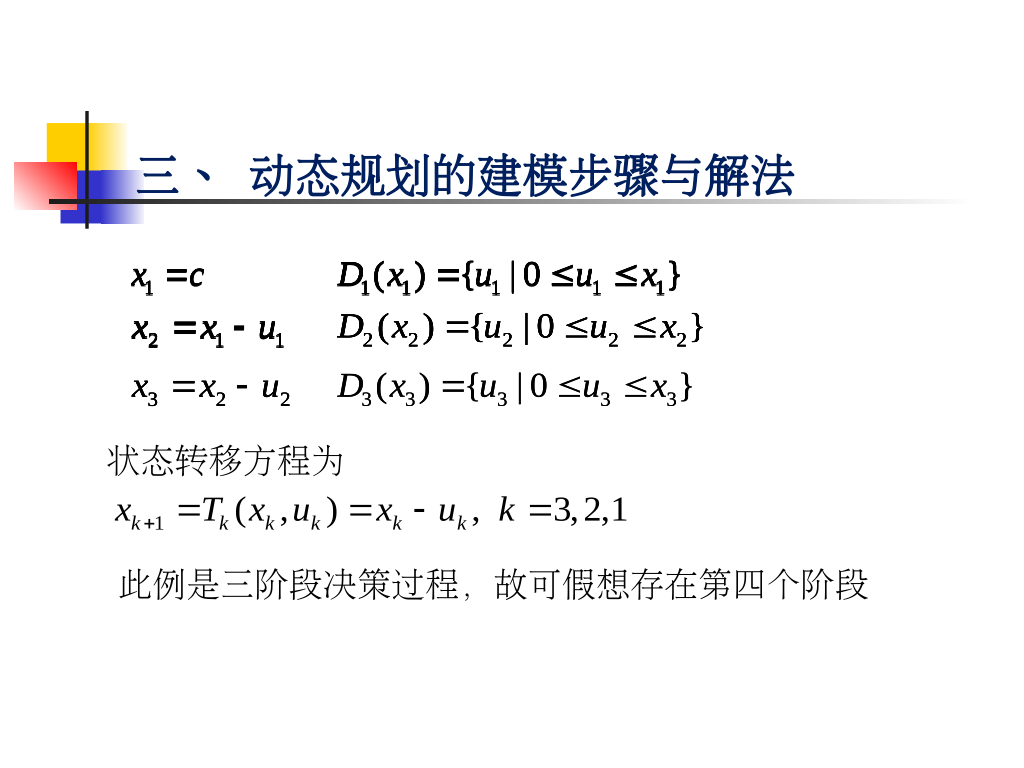 三、 动态规划的建模步骤与解法
x₁ = c D₁(x₁) = {u₁ | 0 ≤ u₁ ≤ x₁}
x₂ = x₁ - u₁ D₂(x₂) = {u₂ | 0 ≤ u₂ ≤ x₂}
x₃ = x₂ - u₂ D₃(x₃) = {u₃ | 0 ≤ u₃ ≤ x₃}
状态转移方程为
xₖ₊₁ = Tₖ(xₖ, uₖ) = xₖ - uₖ, k = 3, 2, 1
此例是三阶段决策过程，故可假想存在第四个阶段